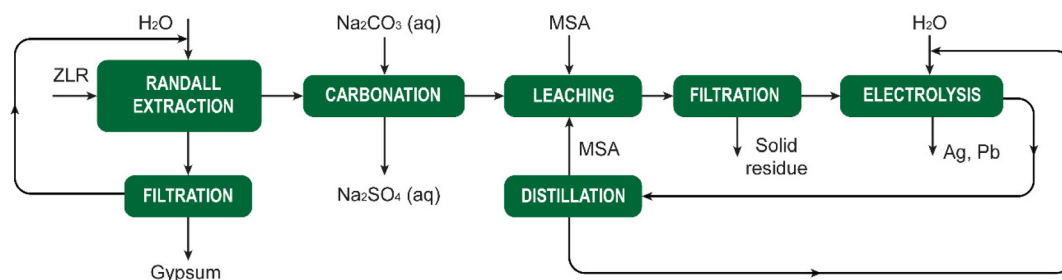 H₂O
Na₂CO₃ (aq)
MSA
H₂O
ZLR
RANDALL
EXTRACTION
CARBONATION
LEACHING
FILTRATION
ELECTROLYSIS
MSA
Solid
residue
Ag, Pb
FILTRATION
Na₂SO₄ (aq)
DISTILLATION
Gypsum